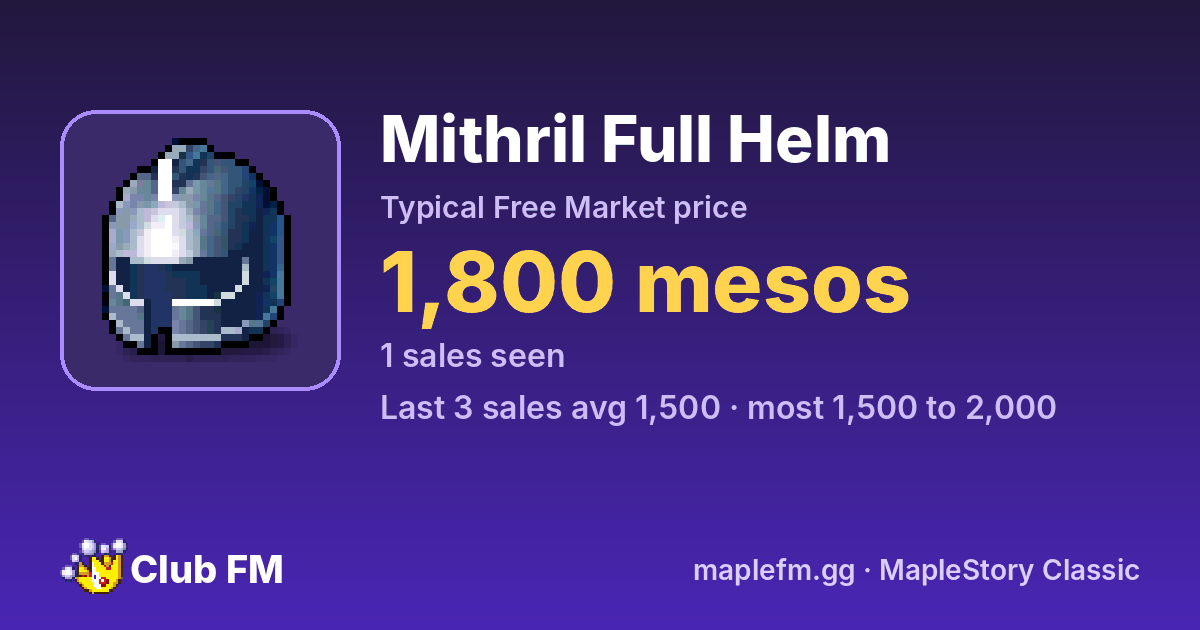 Mithril Full Helm
Typical Free Market price
1,800 mesos
1 sales seen
Last 3 sales avg 1,500 · most 1,500 to 2,000
Club FM
maplefm.gg · MapleStory Classic